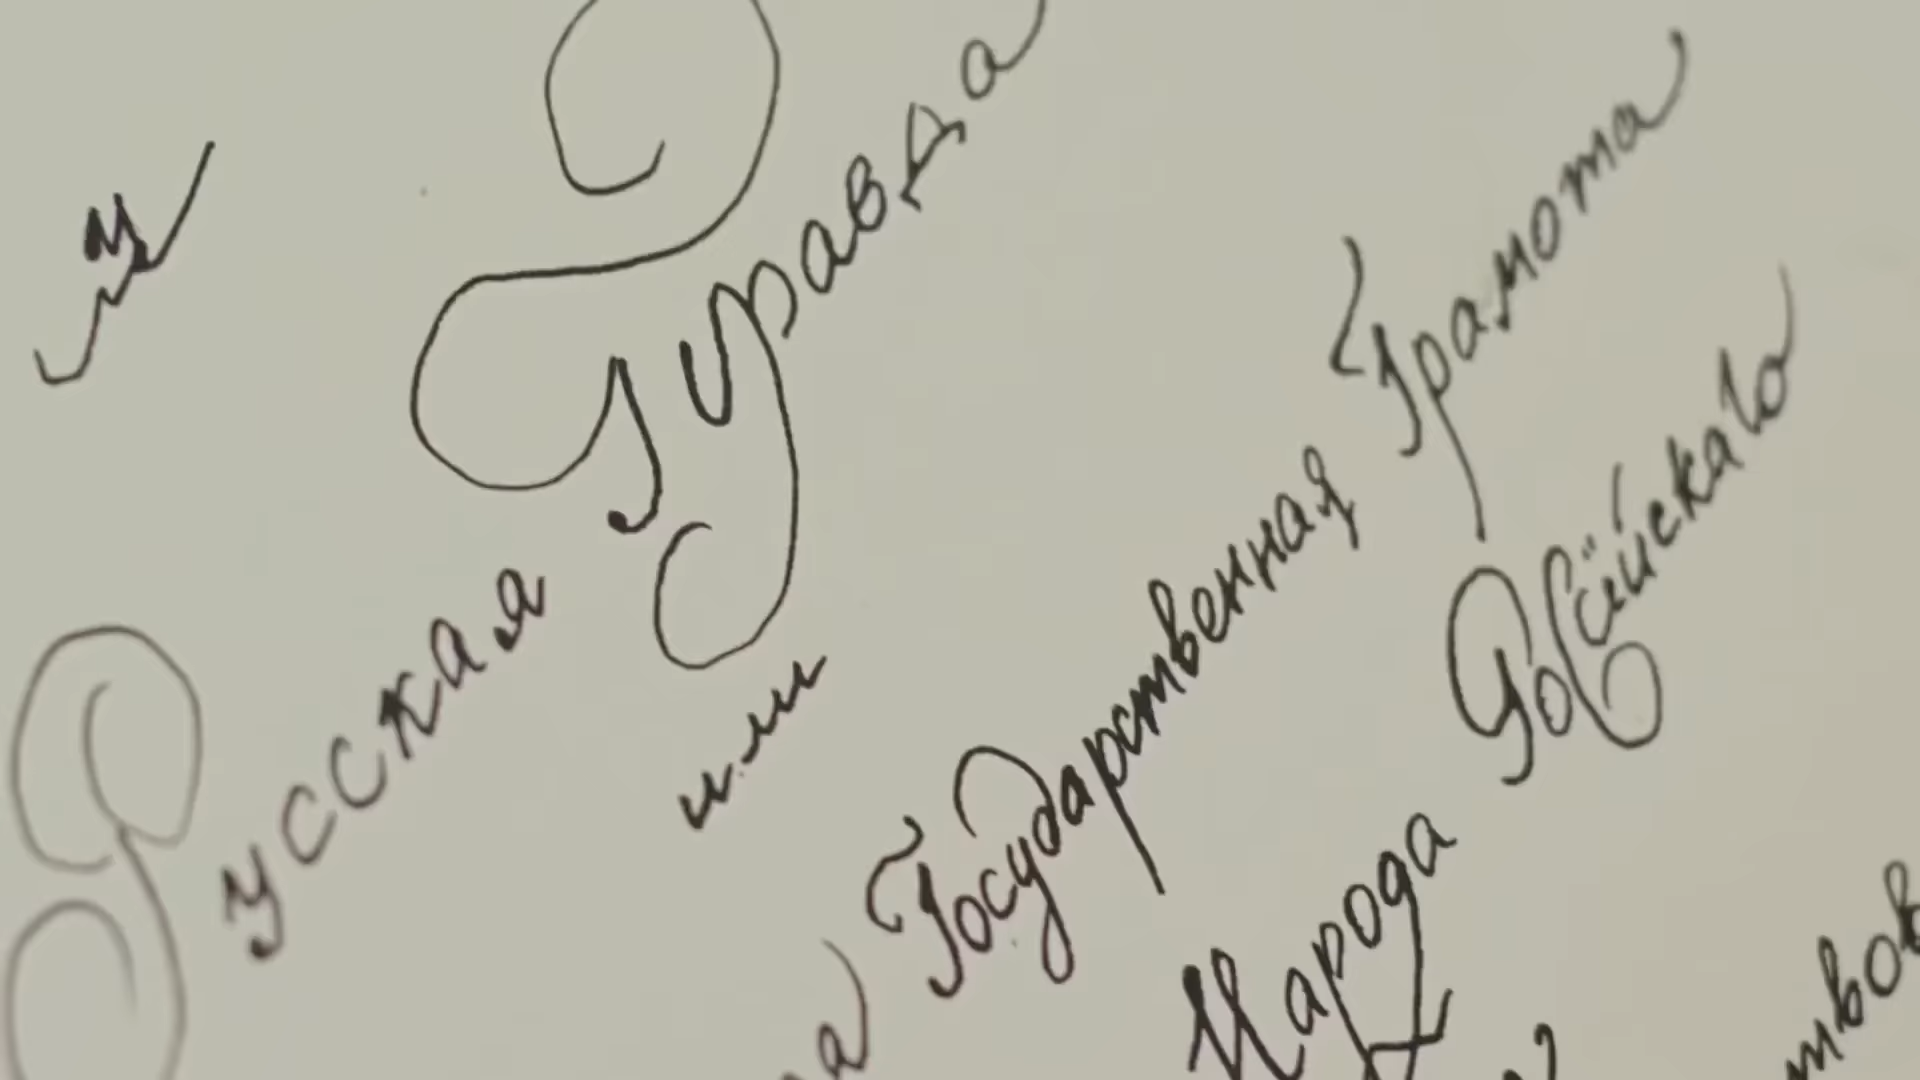 Русская Правда
или
Государственная Грамота
Народа Россійскаго